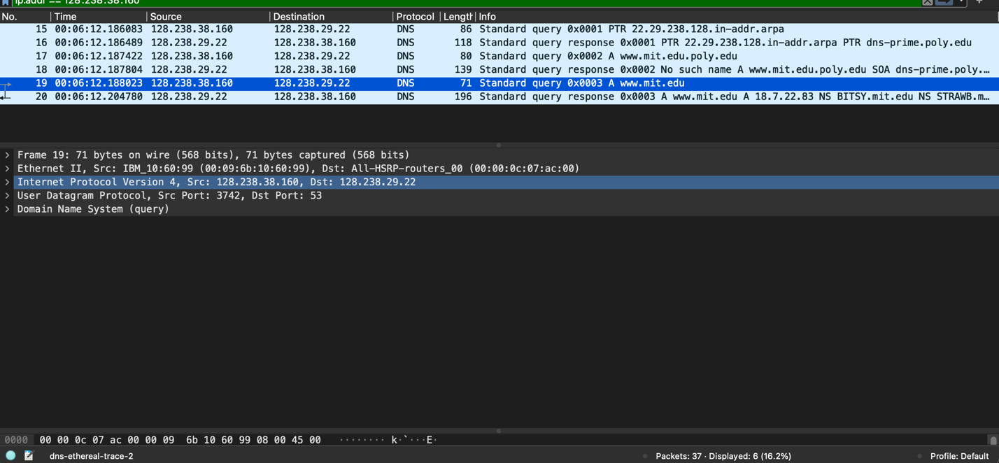 ip.addr == 128.238.38.160
No. Time Source Destination Protocol Lengtl Info
15 00:06:12.186083 128.238.38.160 128.238.29.22 DNS 86 Standard query 0x0001 PTR 22.29.238.128.in-addr.arpa
16 00:06:12.186489 128.238.29.22 128.238.38.160 DNS 118 Standard query response 0x0001 PTR 22.29.238.128.in-addr.arpa PTR dns-prime.poly.edu
17 00:06:12.187422 128.238.38.160 128.238.29.22 DNS 80 Standard query 0x0002 A www.mit.edu.poly.edu
18 00:06:12.187804 128.238.29.22 128.238.38.160 DNS 139 Standard query response 0x0002 No such name A www.mit.edu.poly.edu SOA dns-prime.poly.…
19 00:06:12.188023 128.238.38.160 128.238.29.22 DNS 71 Standard query 0x0003 A www.mit.edu
20 00:06:12.204780 128.238.29.22 128.238.38.160 DNS 196 Standard query response 0x0003 A www.mit.edu A 18.7.22.83 NS BITSY.mit.edu NS STRAWB.m…
Frame 19: 71 bytes on wire (568 bits), 71 bytes captured (568 bits)
Ethernet II, Src: IBM_10:60:99 (00:09:6b:10:60:99), Dst: All-HSRP-routers_00 (00:00:0c:07:ac:00)
Internet Protocol Version 4, Src: 128.238.38.160, Dst: 128.238.29.22
User Datagram Protocol, Src Port: 3742, Dst Port: 53
Domain Name System (query)
0000 00 00 0c 07 ac 00 00 09 6b 10 60 99 08 00 45 00 ········ k·`···E·
dns-ethereal-trace-2 Packets: 37 · Displayed: 6 (16.2%) Profile: Default